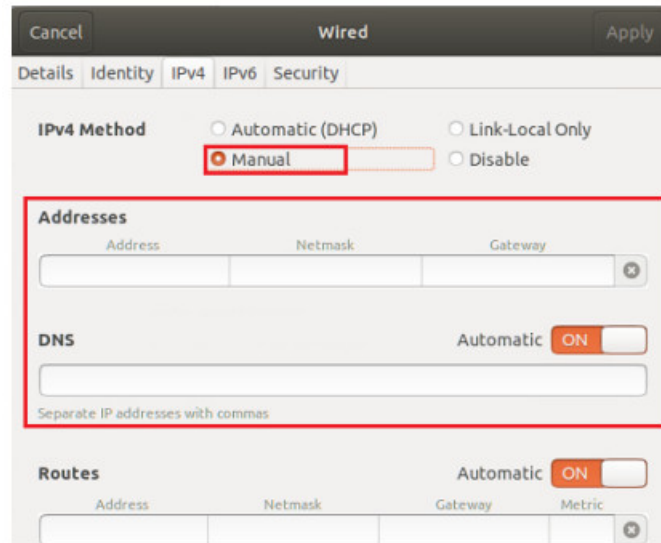 Cancel Wired Apply
Details Identity IPv4 IPv6 Security
IPv4 Method Automatic (DHCP) Link-Local Only
Manual Disable
Addresses
Address Netmask Gateway
DNS Automatic ON
Separate IP addresses with commas
Routes Automatic ON
Address Netmask Gateway Metric